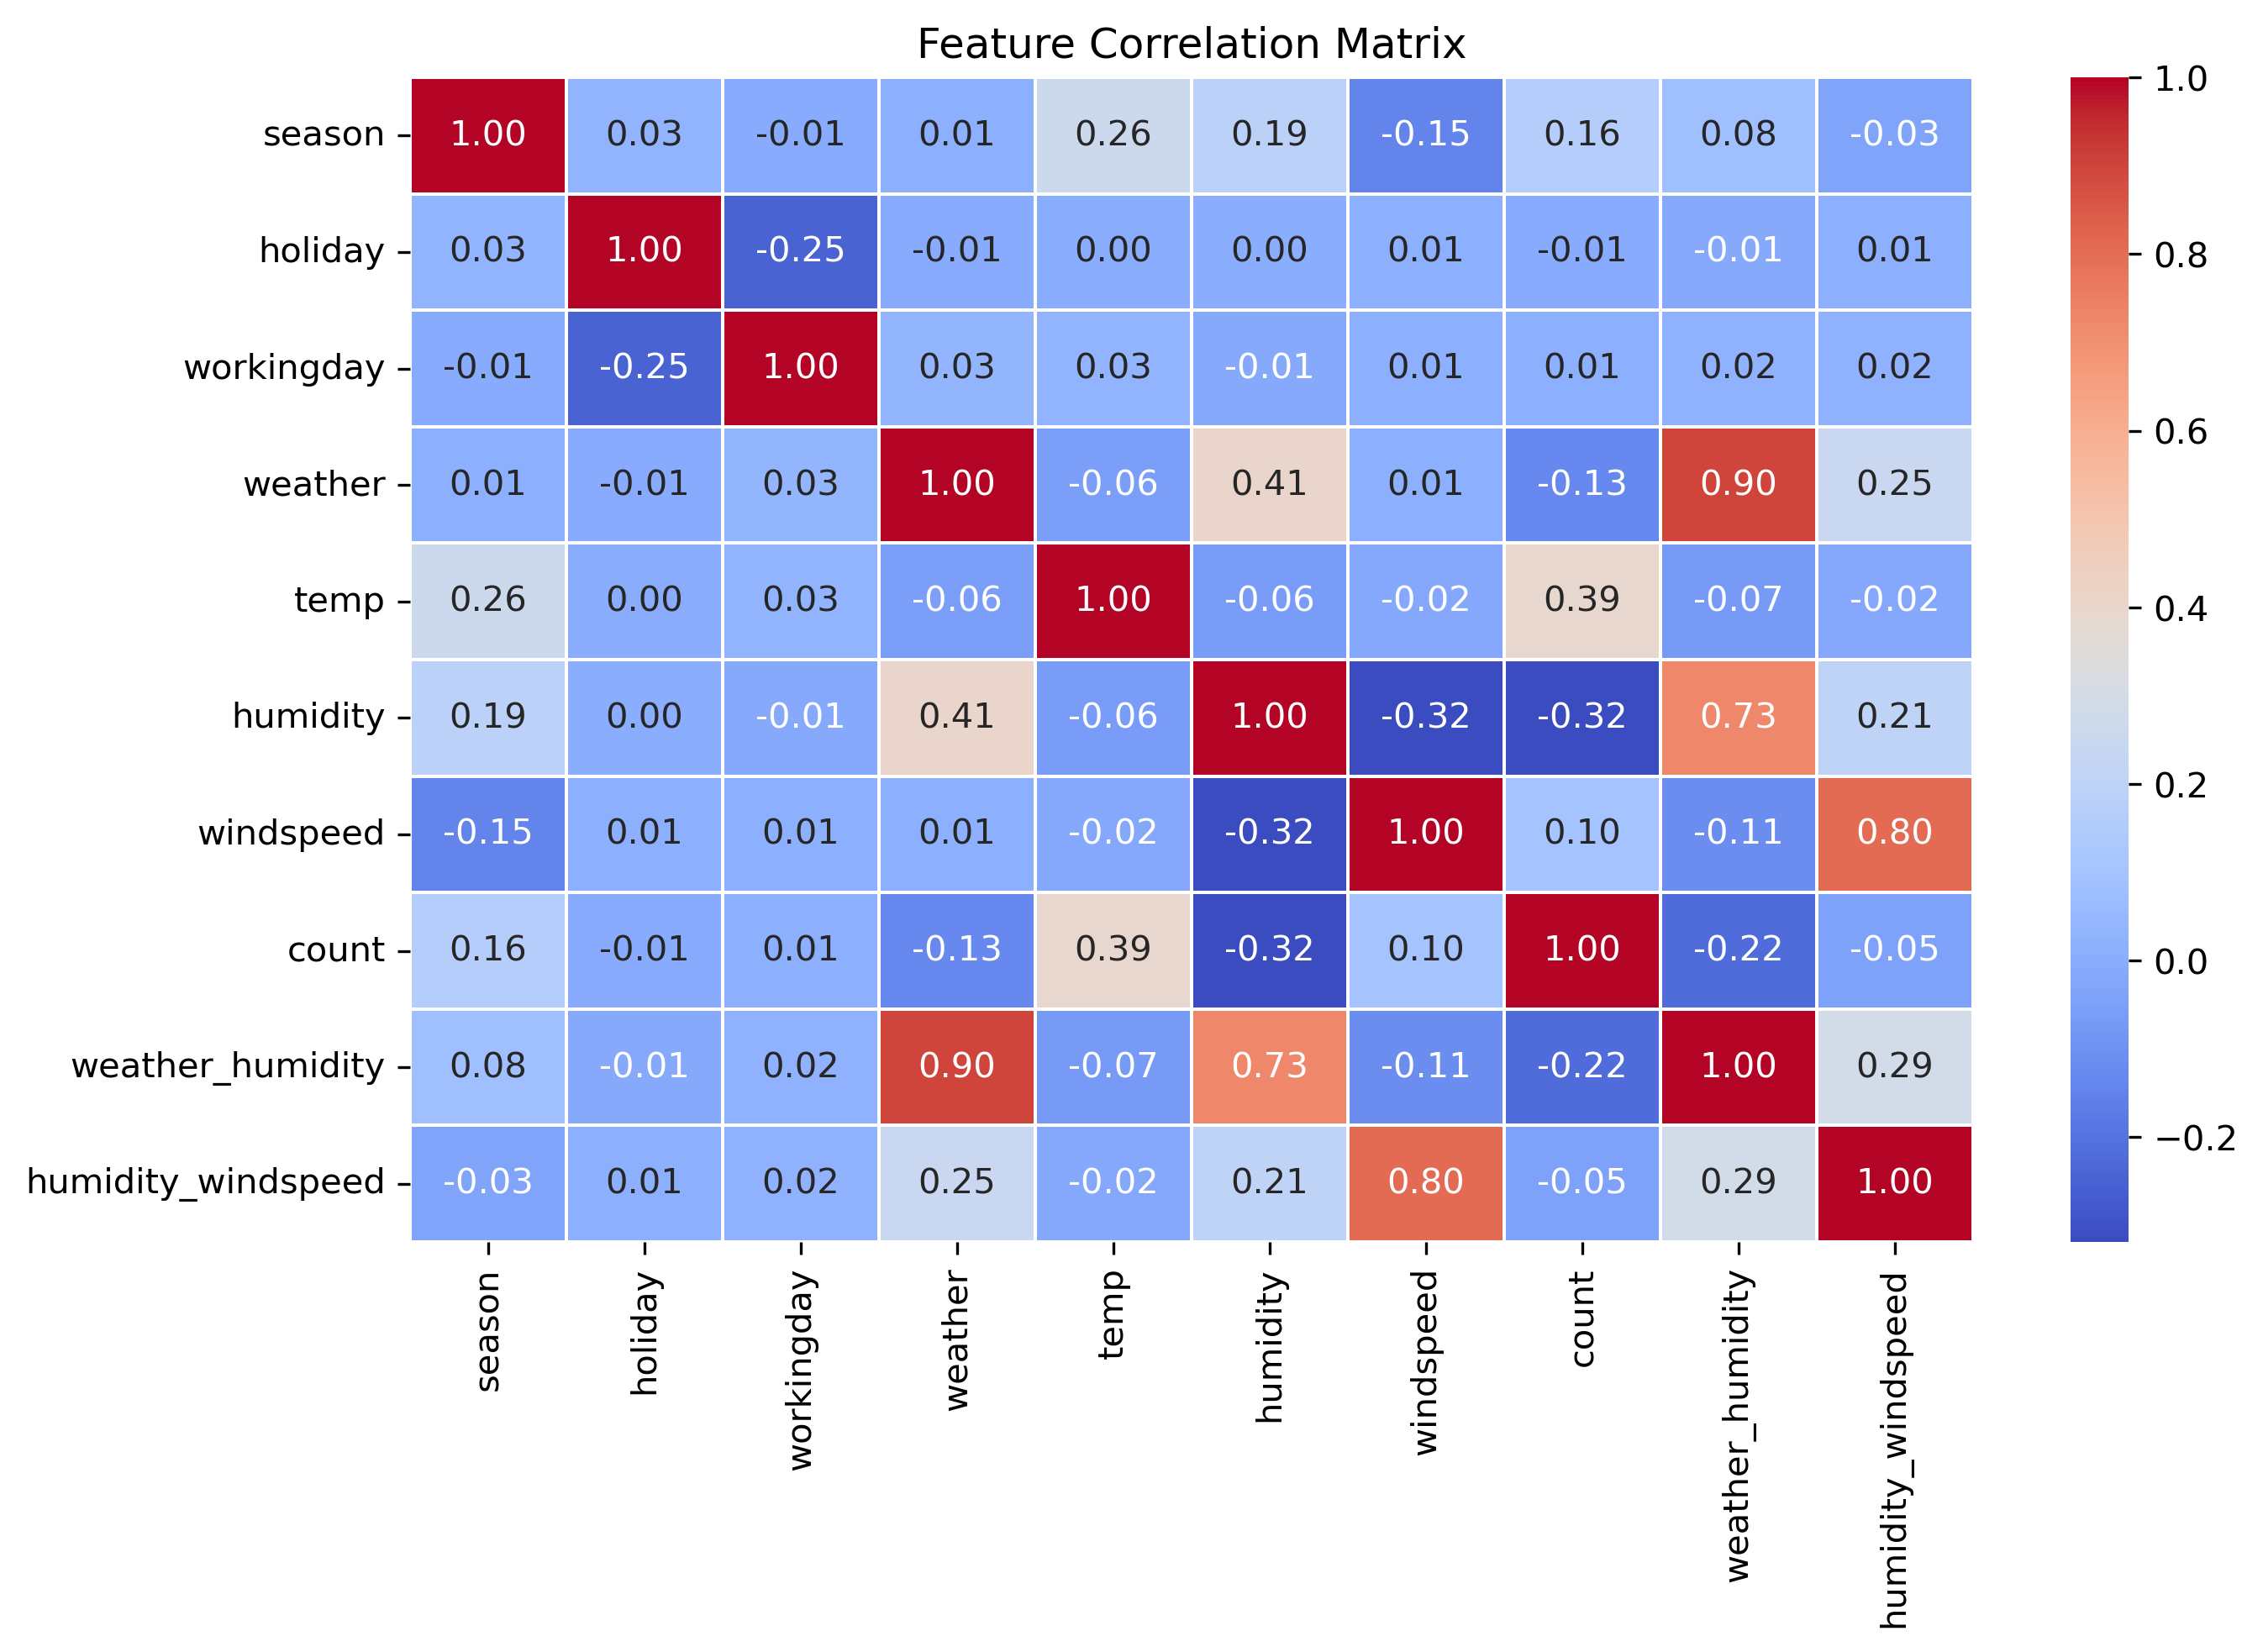 Feature Correlation Matrix
season 1.00 0.03 -0.01 0.01 0.26 0.19 -0.15 0.16 0.08 -0.03
holiday 0.03 1.00 -0.25 -0.01 0.00 0.00 0.01 -0.01 -0.01 0.01
workingday -0.01 -0.25 1.00 0.03 0.03 -0.01 0.01 0.01 0.02 0.02
weather 0.01 -0.01 0.03 1.00 -0.06 0.41 0.01 -0.13 0.90 0.25
temp 0.26 0.00 0.03 -0.06 1.00 -0.06 -0.02 0.39 -0.07 -0.02
humidity 0.19 0.00 -0.01 0.41 -0.06 1.00 -0.32 -0.32 0.73 0.21
windspeed -0.15 0.01 0.01 0.01 -0.02 -0.32 1.00 0.10 -0.11 0.80
count 0.16 -0.01 0.01 -0.13 0.39 -0.32 0.10 1.00 -0.22 -0.05
weather_humidity 0.08 -0.01 0.02 0.90 -0.07 0.73 -0.11 -0.22 1.00 0.29
humidity_windspeed -0.03 0.01 0.02 0.25 -0.02 0.21 0.80 -0.05 0.29 1.00
season
holiday
workingday
weather
temp
humidity
windspeed
count
weather_humidity
humidity_windspeed
1.0
0.8
0.6
0.4
0.2
0.0
−0.2